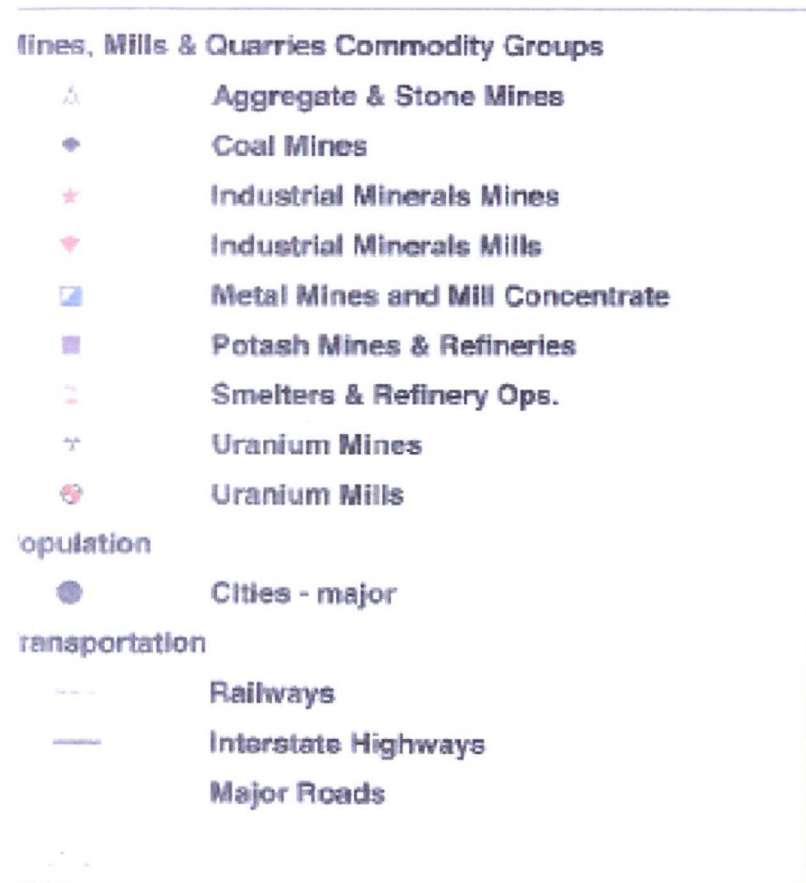 lines, Mills & Quarries Commodity Groups
Aggregate & Stone Mines
Coal Mines
Industrial Minerals Mines
Industrial Minerals Mills
Metal Mines and Mill Concentrate
Potash Mines & Refineries
Smelters & Refinery Ops.
Uranium Mines
Uranium Mills
opulation
Cities - major
ransportation
Railways
Interstate Highways
Major Roads